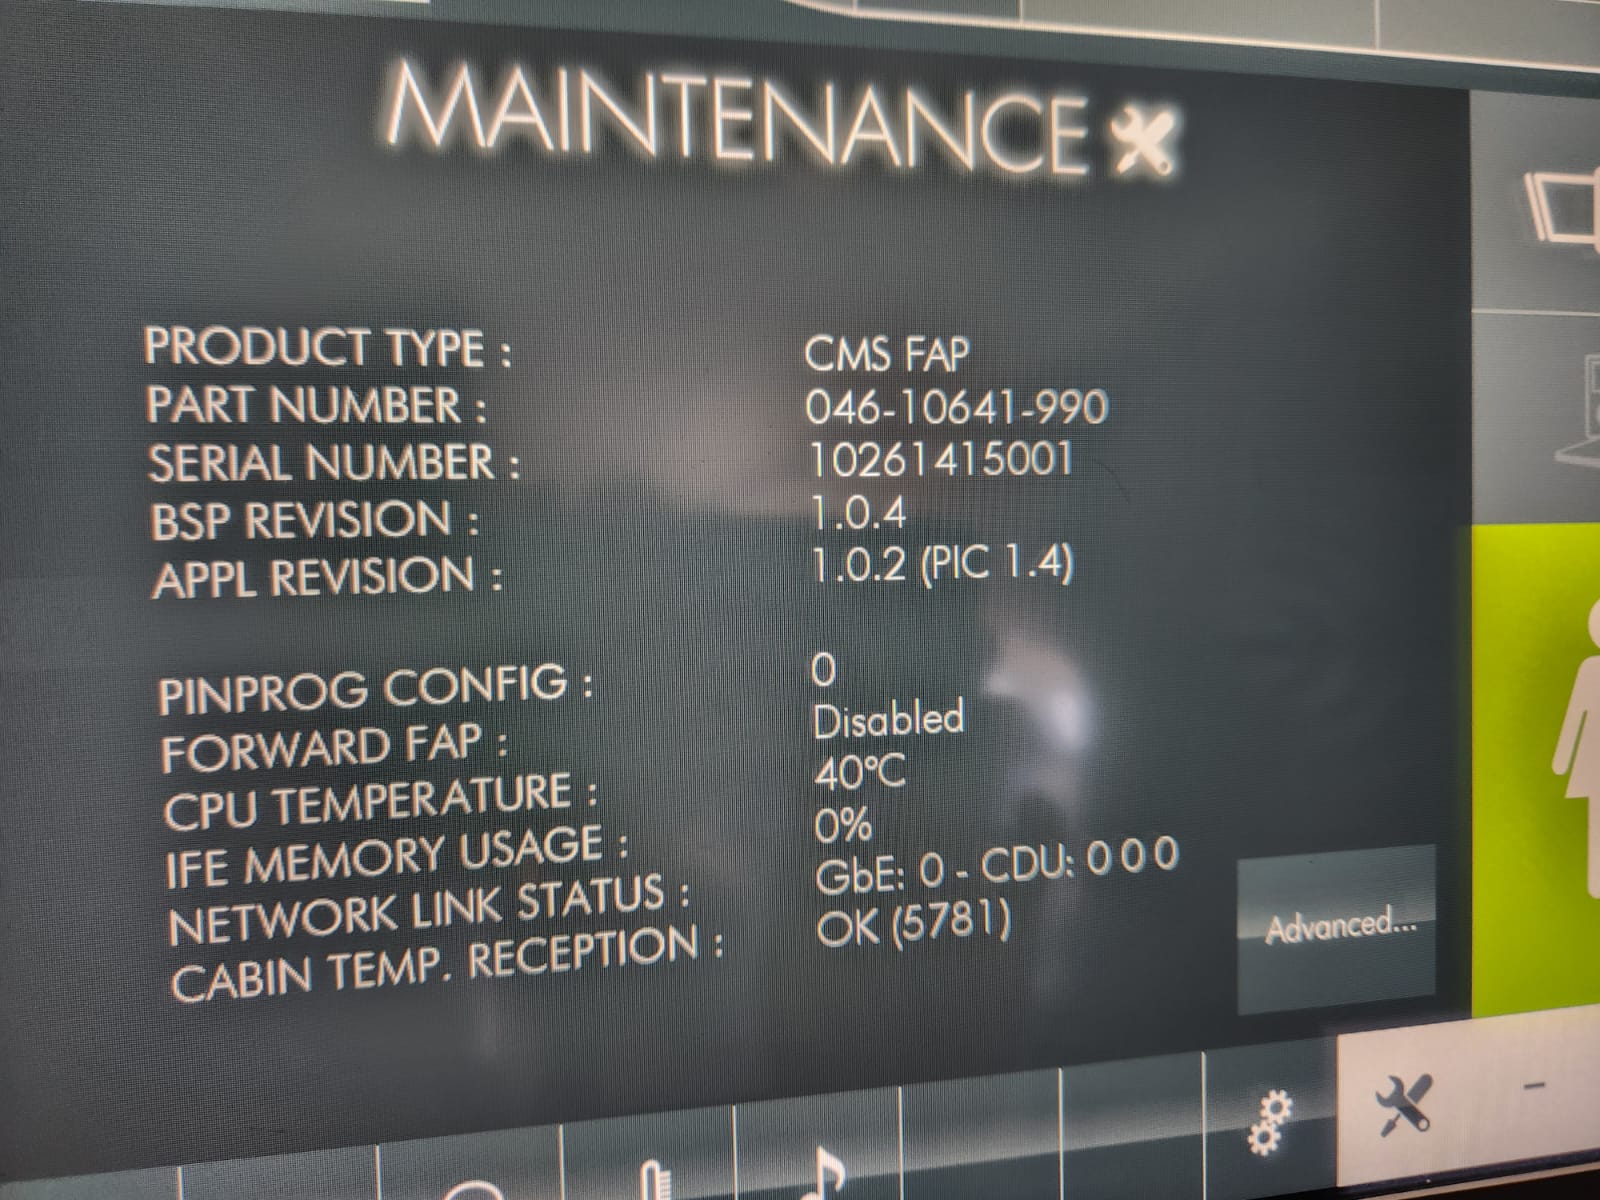 MAINTENANCE
PRODUCT TYPE : CMS FAP
PART NUMBER : 046-10641-990
SERIAL NUMBER : 10261415001
BSP REVISION : 1.0.4
APPL REVISION : 1.0.2 (PIC 1.4)
PINPROG CONFIG : 0
FORWARD FAP : Disabled
CPU TEMPERATURE : 40°C
IFE MEMORY USAGE : 0%
NETWORK LINK STATUS : GbE: 0 - CDU: 0 0 0
CABIN TEMP. RECEPTION : OK (5781)
Advanced...